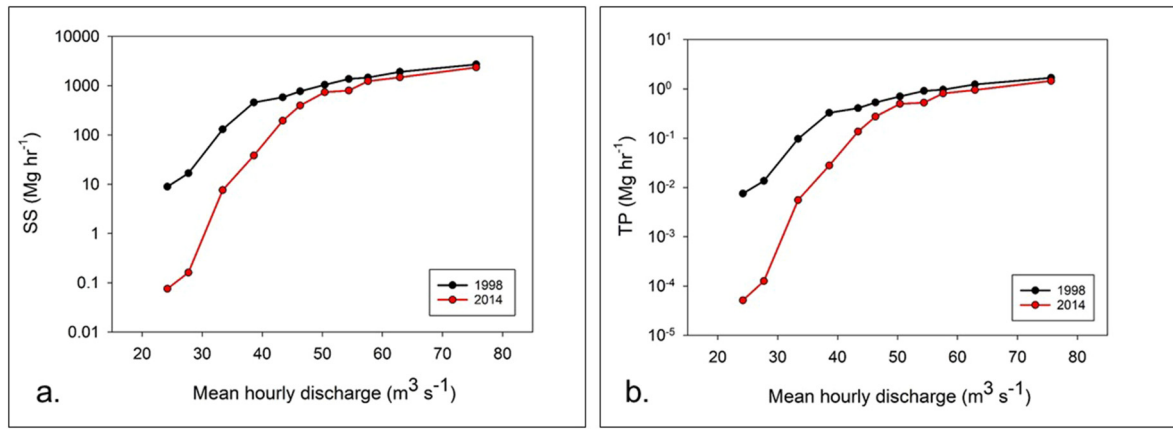 10000
1000
100
10
1
0.1
0.01
SS (Mg hr⁻¹)
1998
2014
20 30 40 50 60 70 80
Mean hourly discharge (m³ s⁻¹)
a.
10¹
10⁰
10⁻¹
10⁻²
10⁻³
10⁻⁴
10⁻⁵
TP (Mg hr⁻¹)
1998
2014
20 30 40 50 60 70 80
Mean hourly discharge (m³ s⁻¹)
b.